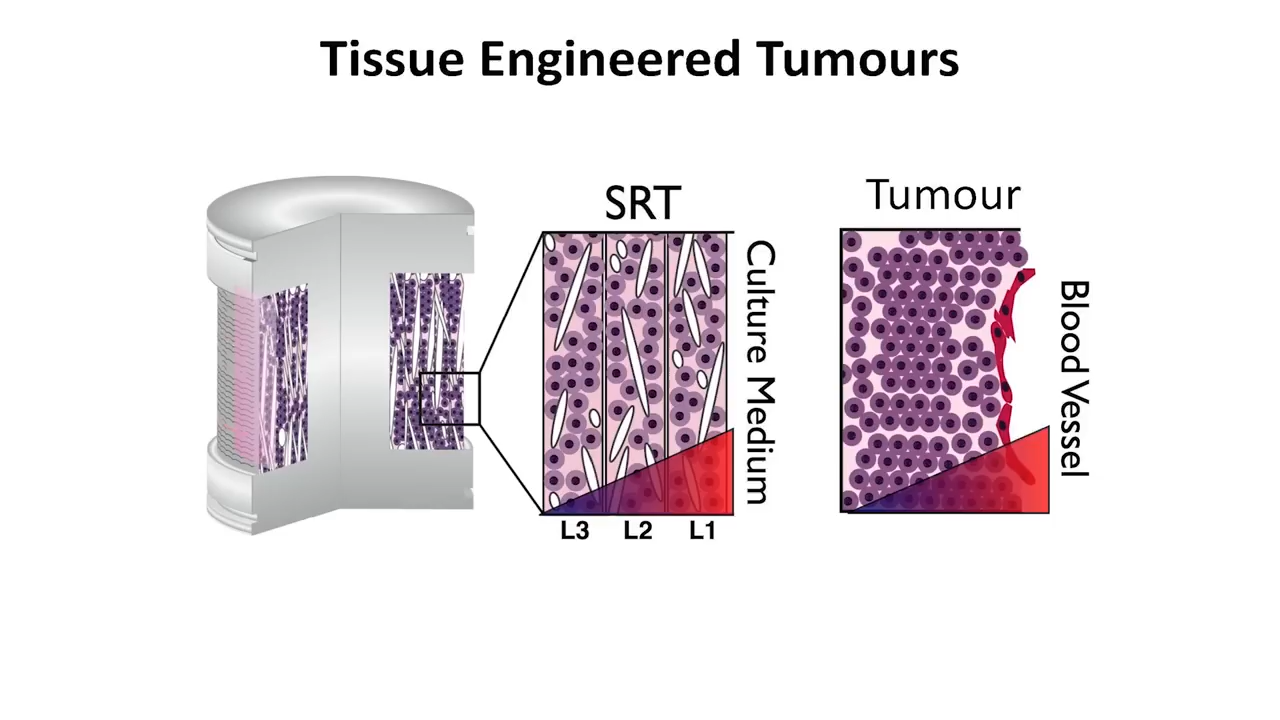 Tissue Engineered Tumours
SRT
Culture Medium
L3 L2 L1
Tumour
Blood Vessel